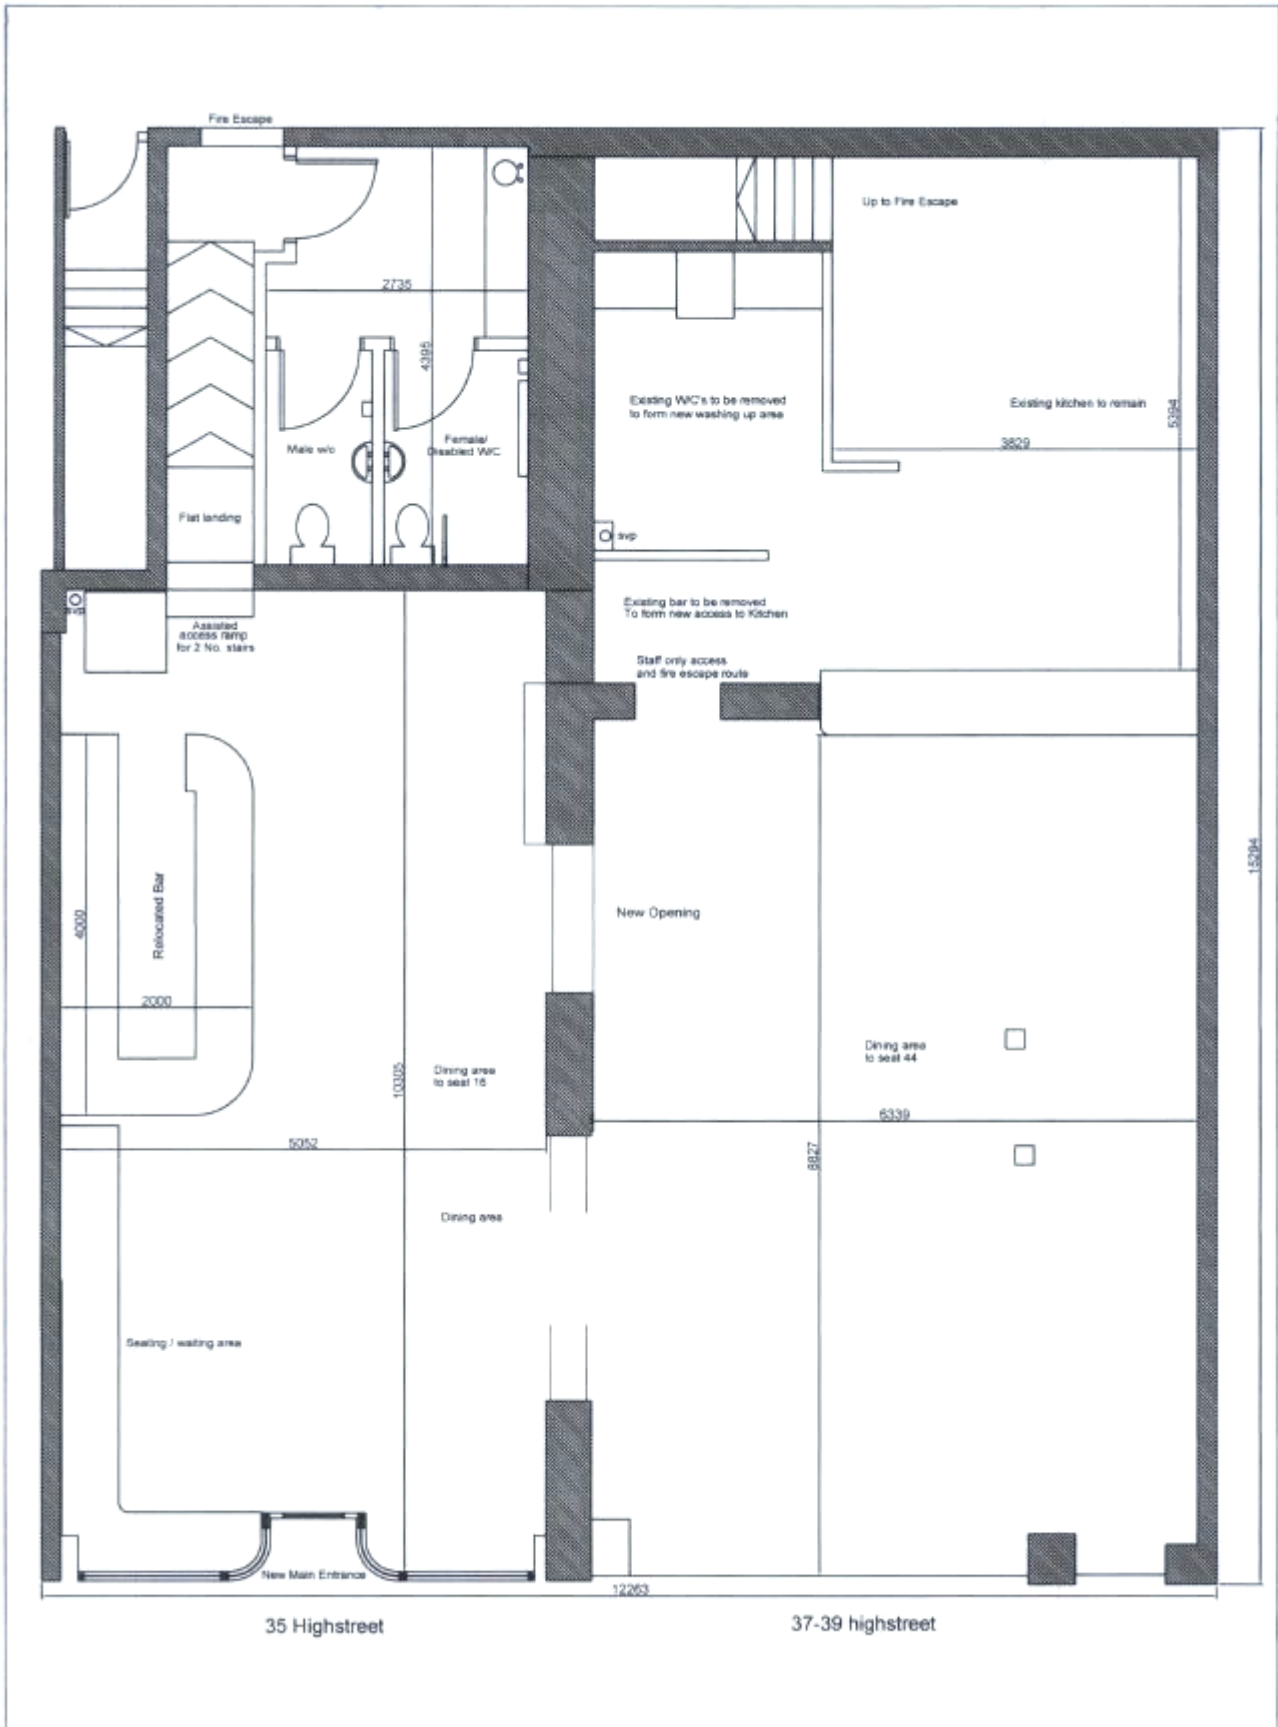 Fire Escape
Up to Fire Escape
2735
4395
Existing W/C's to be removed
to form new washing up area
Existing kitchen to remain
5394
3829
Male w/c
Female/
Disabled W/C
Flat landing
svp
svp
Assisted
access ramp
for 2 No. stairs
Existing bar to be removed
To form new access to Kitchen
Staff only access
and fire escape route
15294
4000
Relocated Bar
2000
New Opening
10305
Dining area
to seat 16
Dining area
to seat 44
6339
5052
8827
Dining area
Seating / waiting area
New Main Entrance
12263
35 Highstreet
37-39 highstreet